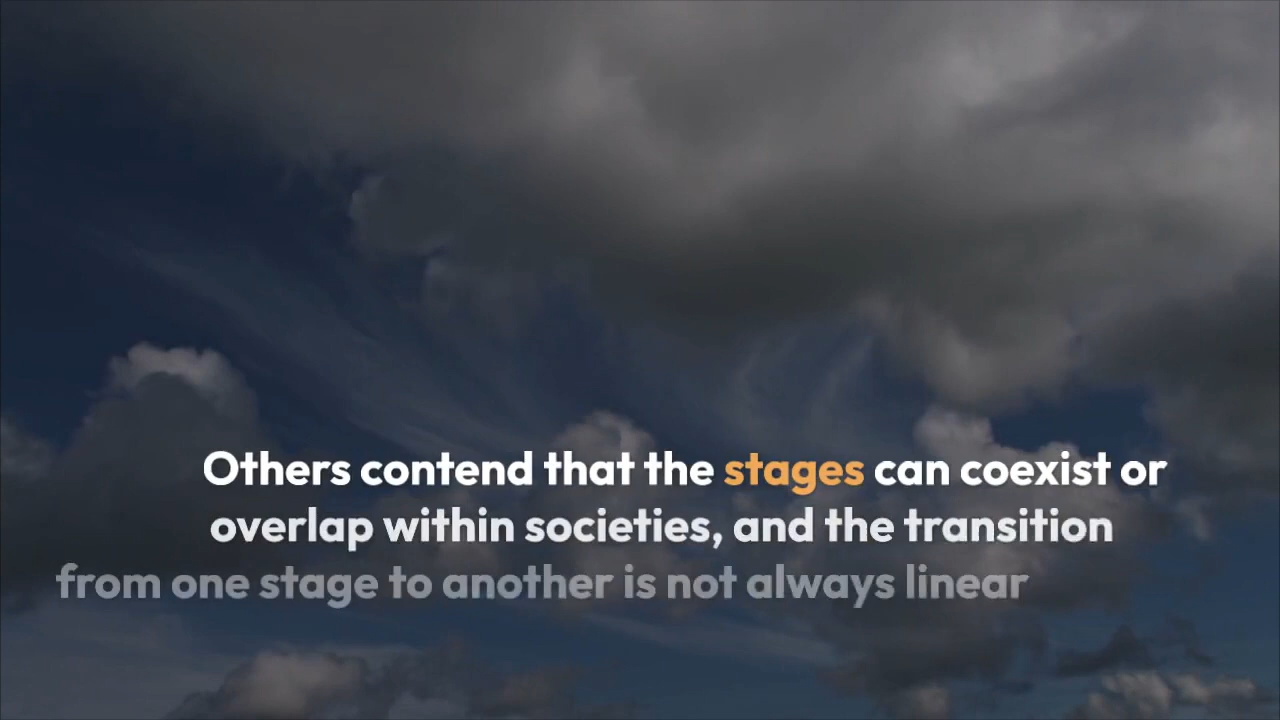 Others contend that the stages can coexist or
overlap within societies, and the transition
from one stage to another is not always linear